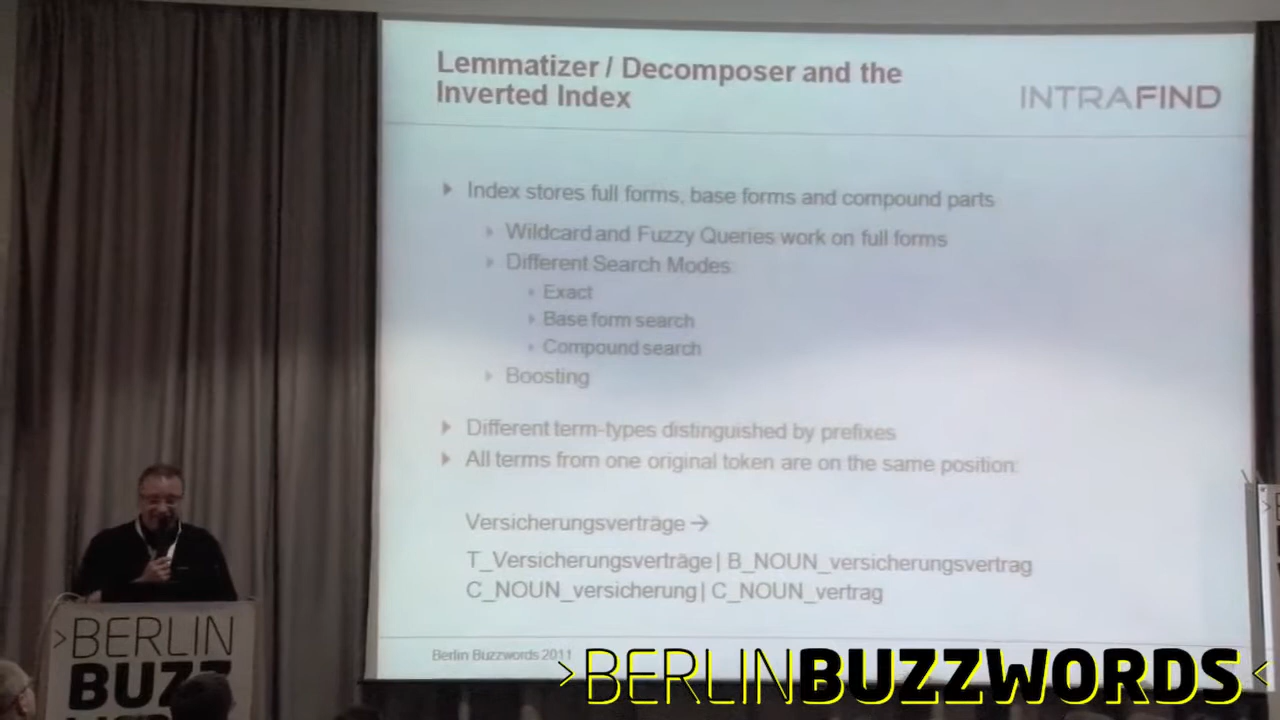 Lemmatizer / Decomposer and the
Inverted Index
INTRAFIND
Index stores full forms, base forms and compound parts
Wildcard and Fuzzy Queries work on full forms
Different Search Modes:
Exact
Base form search
Compound search
Boosting
Different term-types distinguished by prefixes
All terms from one original token are on the same position:
Versicherungsverträge →
T_Versicherungsverträge | B_NOUN_versicherungsvertrag
C_NOUN_versicherung | C_NOUN_vertrag
Berlin Buzzwords 2011
>BERLINBUZZWORDS<
>BERLIN
BUZZ